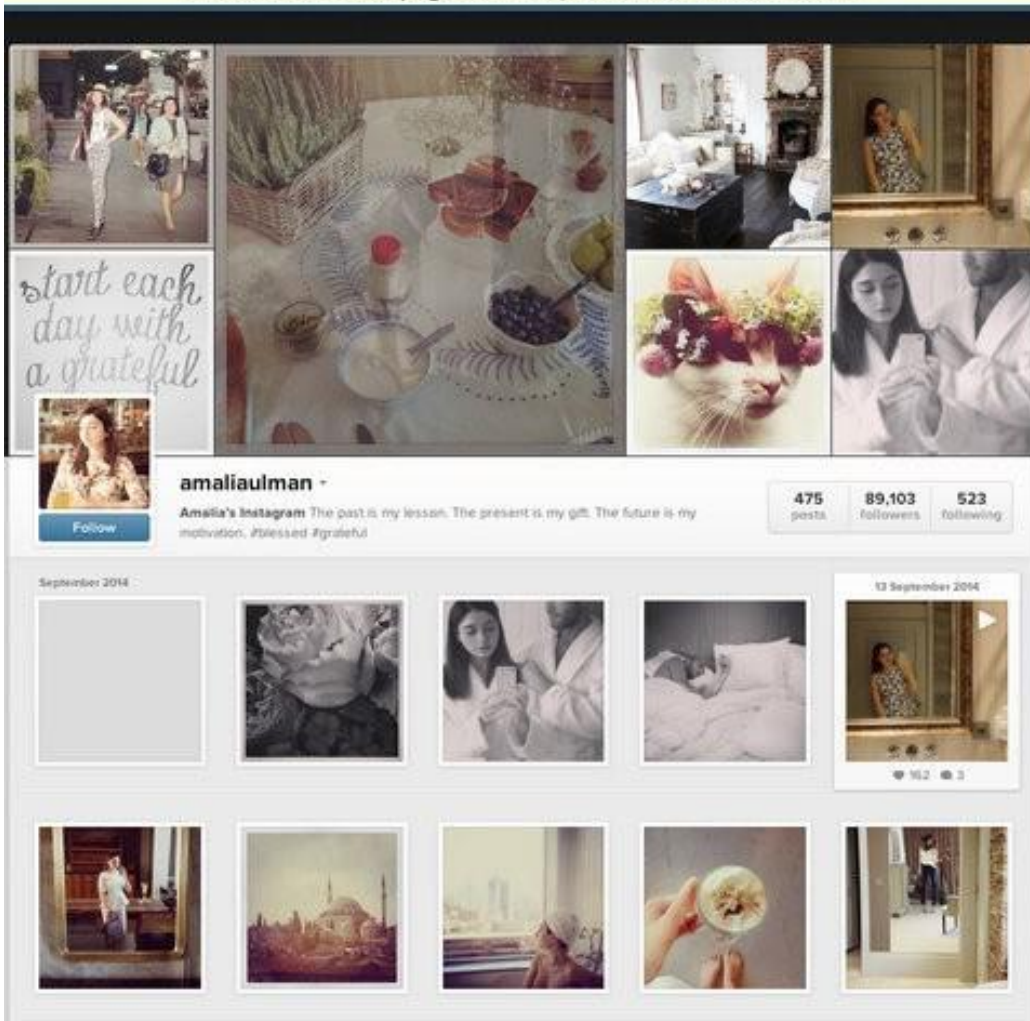 start each
day with
a grateful
amaliaulman
Amalia's Instagram The past is my lesson. The present is my gift. The future is my
motivation. #blessed #grateful
475
posts
89,103
followers
523
following
Follow
September 2014
13 September 2014
162 3